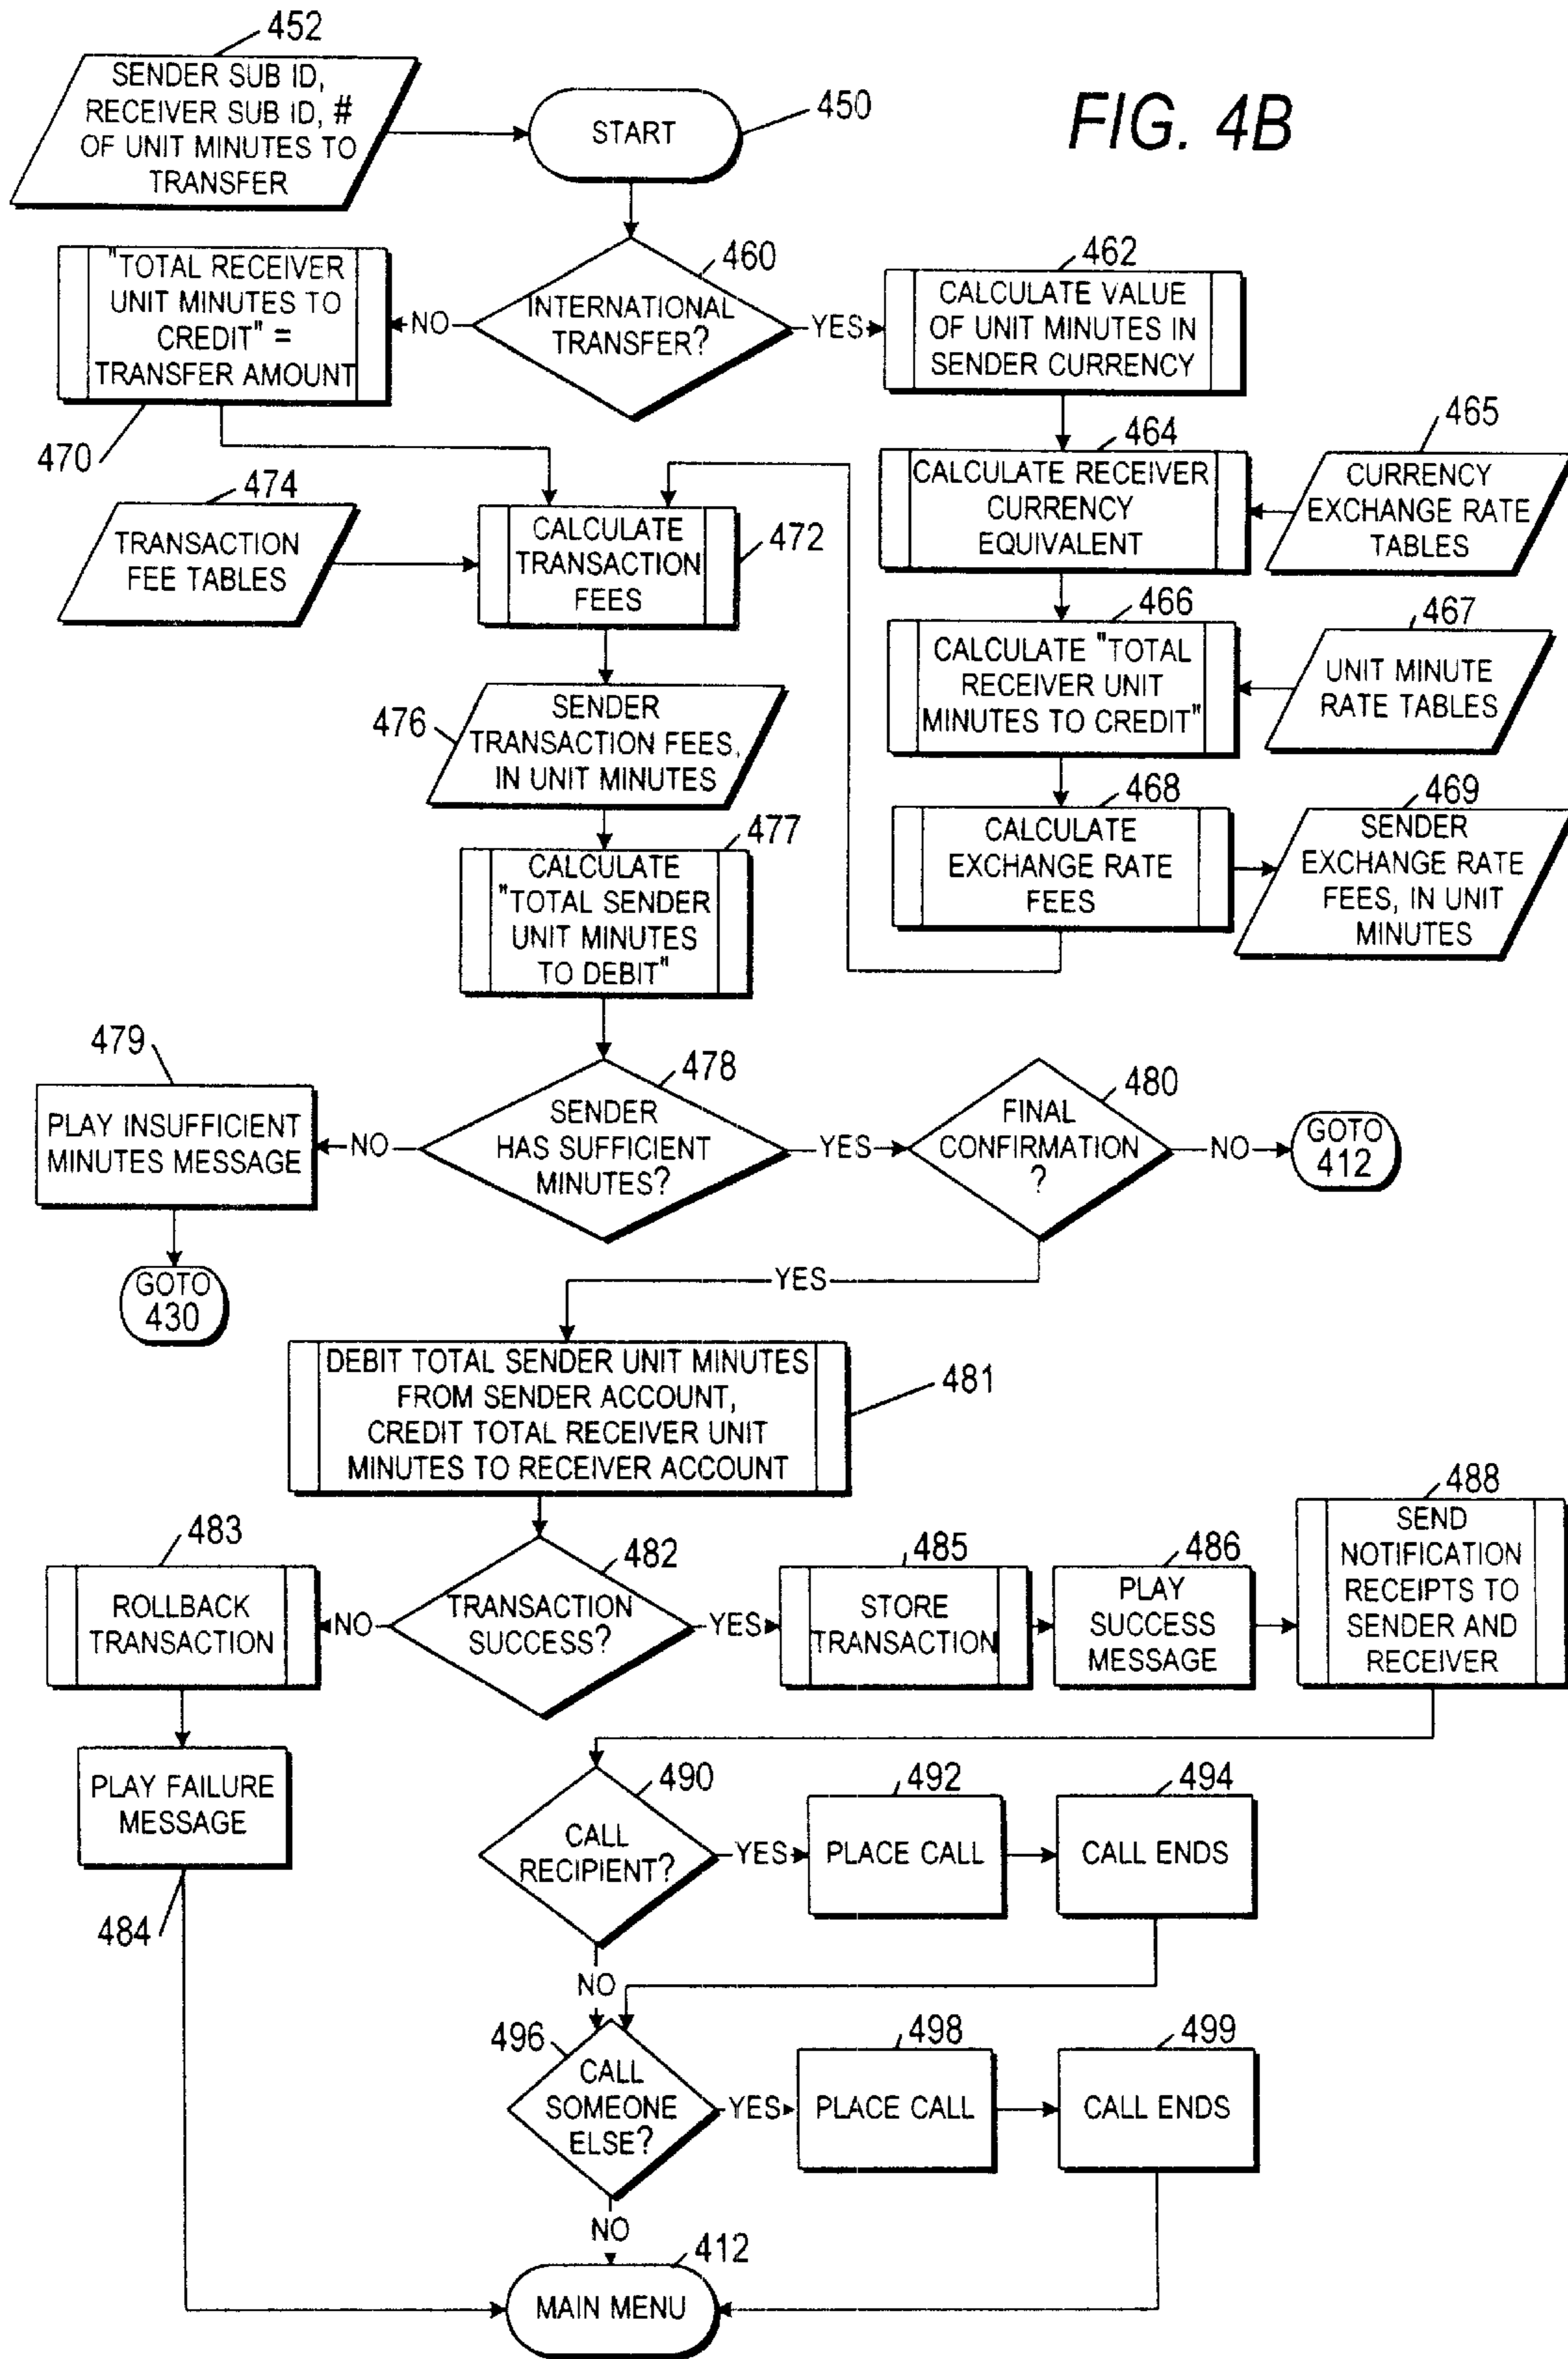 FIG. 4B
452
SENDER SUB ID,
RECEIVER SUB ID, #
OF UNIT MINUTES TO
TRANSFER
START
450
"TOTAL RECEIVER
UNIT MINUTES TO
CREDIT" =
TRANSFER AMOUNT
470
NO
460
INTERNATIONAL
TRANSFER?
YES
462
CALCULATE VALUE
OF UNIT MINUTES IN
SENDER CURRENCY
464
CALCULATE RECEIVER
CURRENCY
EQUIVALENT
465
CURRENCY
EXCHANGE RATE
TABLES
474
TRANSACTION
FEE TABLES
CALCULATE
TRANSACTION
FEES
472
466
CALCULATE "TOTAL
RECEIVER UNIT
MINUTES TO CREDIT"
467
UNIT MINUTE
RATE TABLES
476
SENDER
TRANSACTION FEES,
IN UNIT MINUTES
468
CALCULATE
EXCHANGE RATE
FEES
469
SENDER
EXCHANGE RATE
FEES, IN UNIT
MINUTES
477
CALCULATE
"TOTAL SENDER
UNIT MINUTES
TO DEBIT"
479
PLAY INSUFFICIENT
MINUTES MESSAGE
NO
478
SENDER
HAS SUFFICIENT
MINUTES?
YES
480
FINAL
CONFIRMATION
?
NO
GOTO
412
GOTO
430
YES
DEBIT TOTAL SENDER UNIT MINUTES
FROM SENDER ACCOUNT,
CREDIT TOTAL RECEIVER UNIT
MINUTES TO RECEIVER ACCOUNT
481
483
ROLLBACK
TRANSACTION
NO
482
TRANSACTION
SUCCESS?
YES
485
STORE
TRANSACTION
486
PLAY
SUCCESS
MESSAGE
488
SEND
NOTIFICATION
RECEIPTS TO
SENDER AND
RECEIVER
PLAY FAILURE
MESSAGE
484
490
CALL
RECIPIENT?
YES
492
PLACE CALL
494
CALL ENDS
NO
496
CALL
SOMEONE
ELSE?
YES
498
PLACE CALL
499
CALL ENDS
NO
412
MAIN MENU